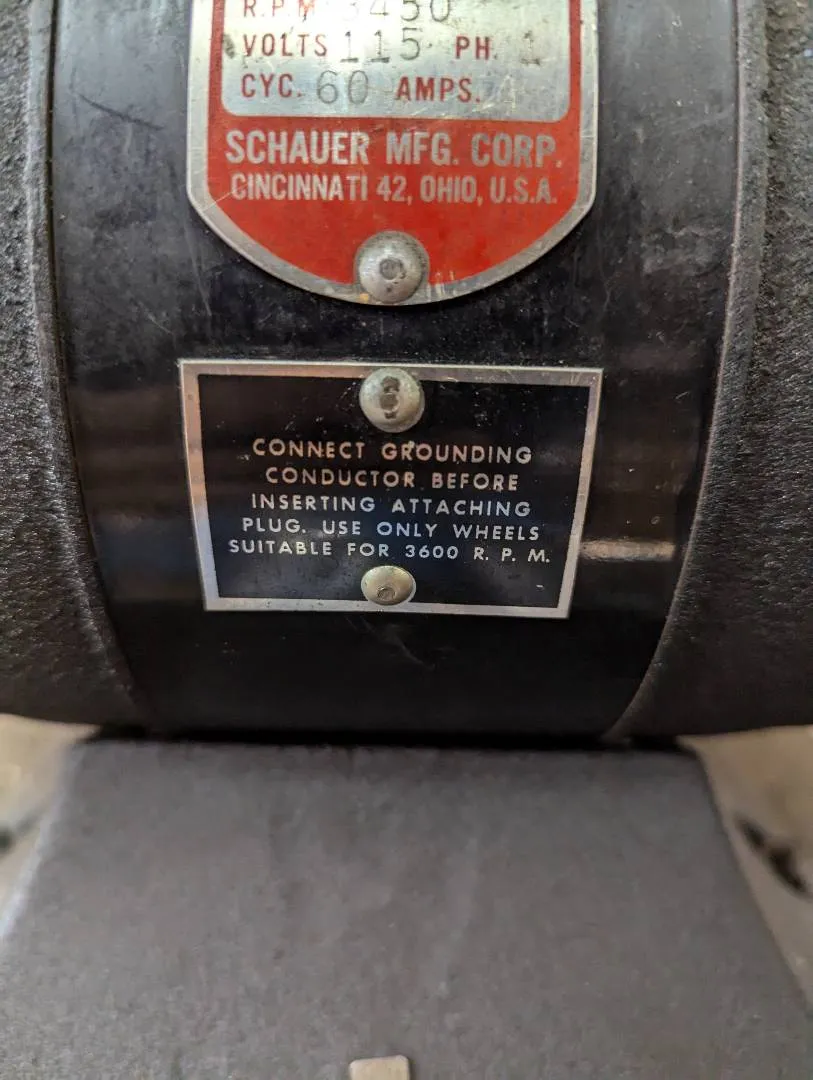 R.P.M 3450
VOLTS 115 PH. 1
CYC. 60 AMPS.
SCHAUER MFG. CORP.
CINCINNATI 42, OHIO, U.S.A.
CONNECT GROUNDING
CONDUCTOR BEFORE
INSERTING ATTACHING
PLUG. USE ONLY WHEELS
SUITABLE FOR 3600 R. P. M.